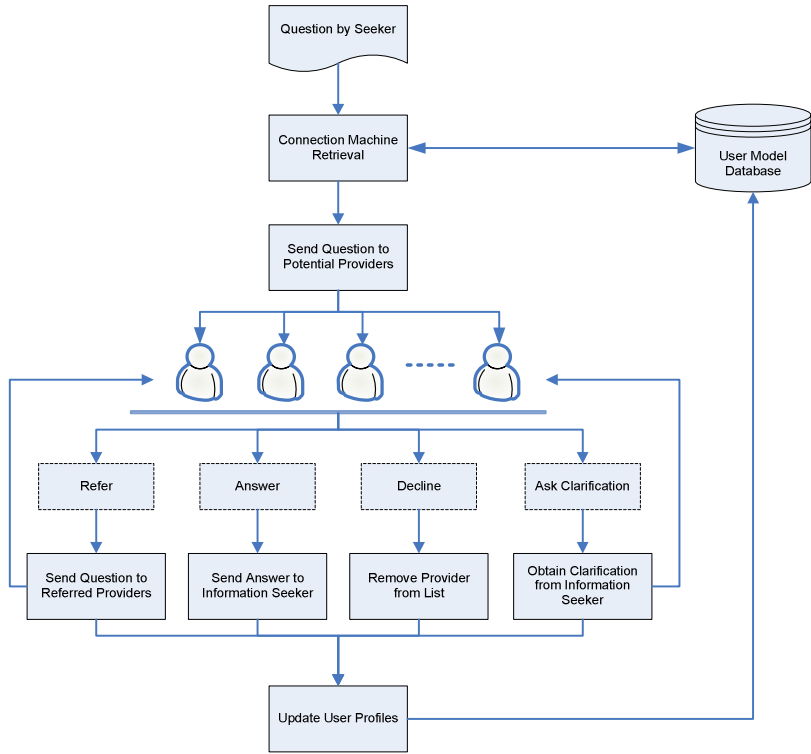 Question by Seeker
Connection Machine
Retrieval
User Model
Database
Send Question to
Potential Providers
Refer
Answer
Decline
Ask Clarification
Send Question to
Referred Providers
Send Answer to
Information Seeker
Remove Provider
from List
Obtain Clarification
from Information
Seeker
Update User Profiles